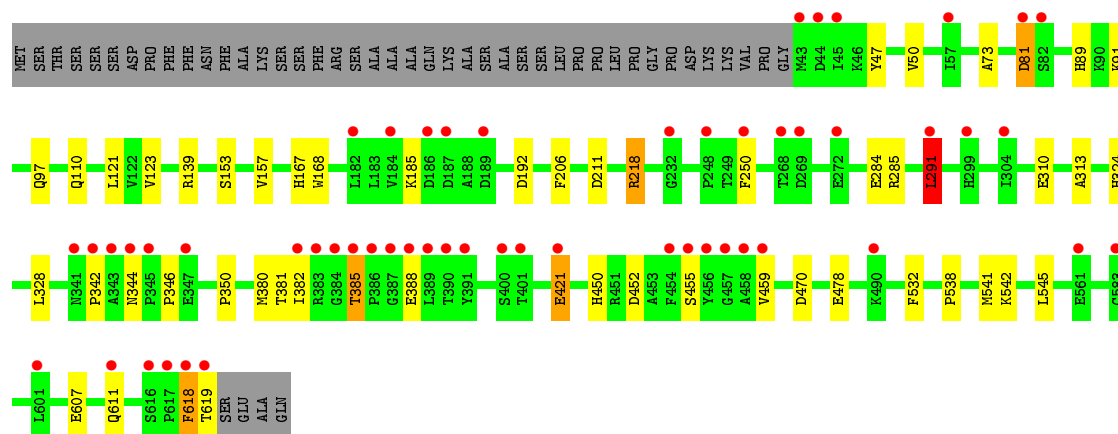 MET SER THR SER SER SER ASP PRO PHE PHE ASN PHE ALA LYS SER SER PHE ARG SER ALA ALA ALA GLN LYS ALA SER ALA SER SER LEU PRO PRO LEU PRO GLY PRO ASP LYS LYS VAL PRO GLY M43 D44 I45 K46 Y47 V50 I57 A73 D81 S82 H89 K90 K91
Q97 Q110 L121 V122 V123 R139 S153 V157 H167 W168 L182 L183 V184 K185 D186 D187 A188 D189 D192 F206 D211 R218 G232 P248 T249 F250 T268 D269 E272 E284 R285 L291 H299 I304 E310 A313 H324
L328 N341 P342 A343 N344 P345 P346 E347 P350 M380 T381 I382 R383 G384 T385 P386 G387 E388 L389 T390 Y391 S400 T401 E421 H450 R451 D452 A453 F454 S455 Y456 G457 A458 V459 D470 E478 K490 F532 P538 M541 K542 L545 E561
L601 E607 Q611 S616 P617 F618 T619 SER GLU ALA GLN